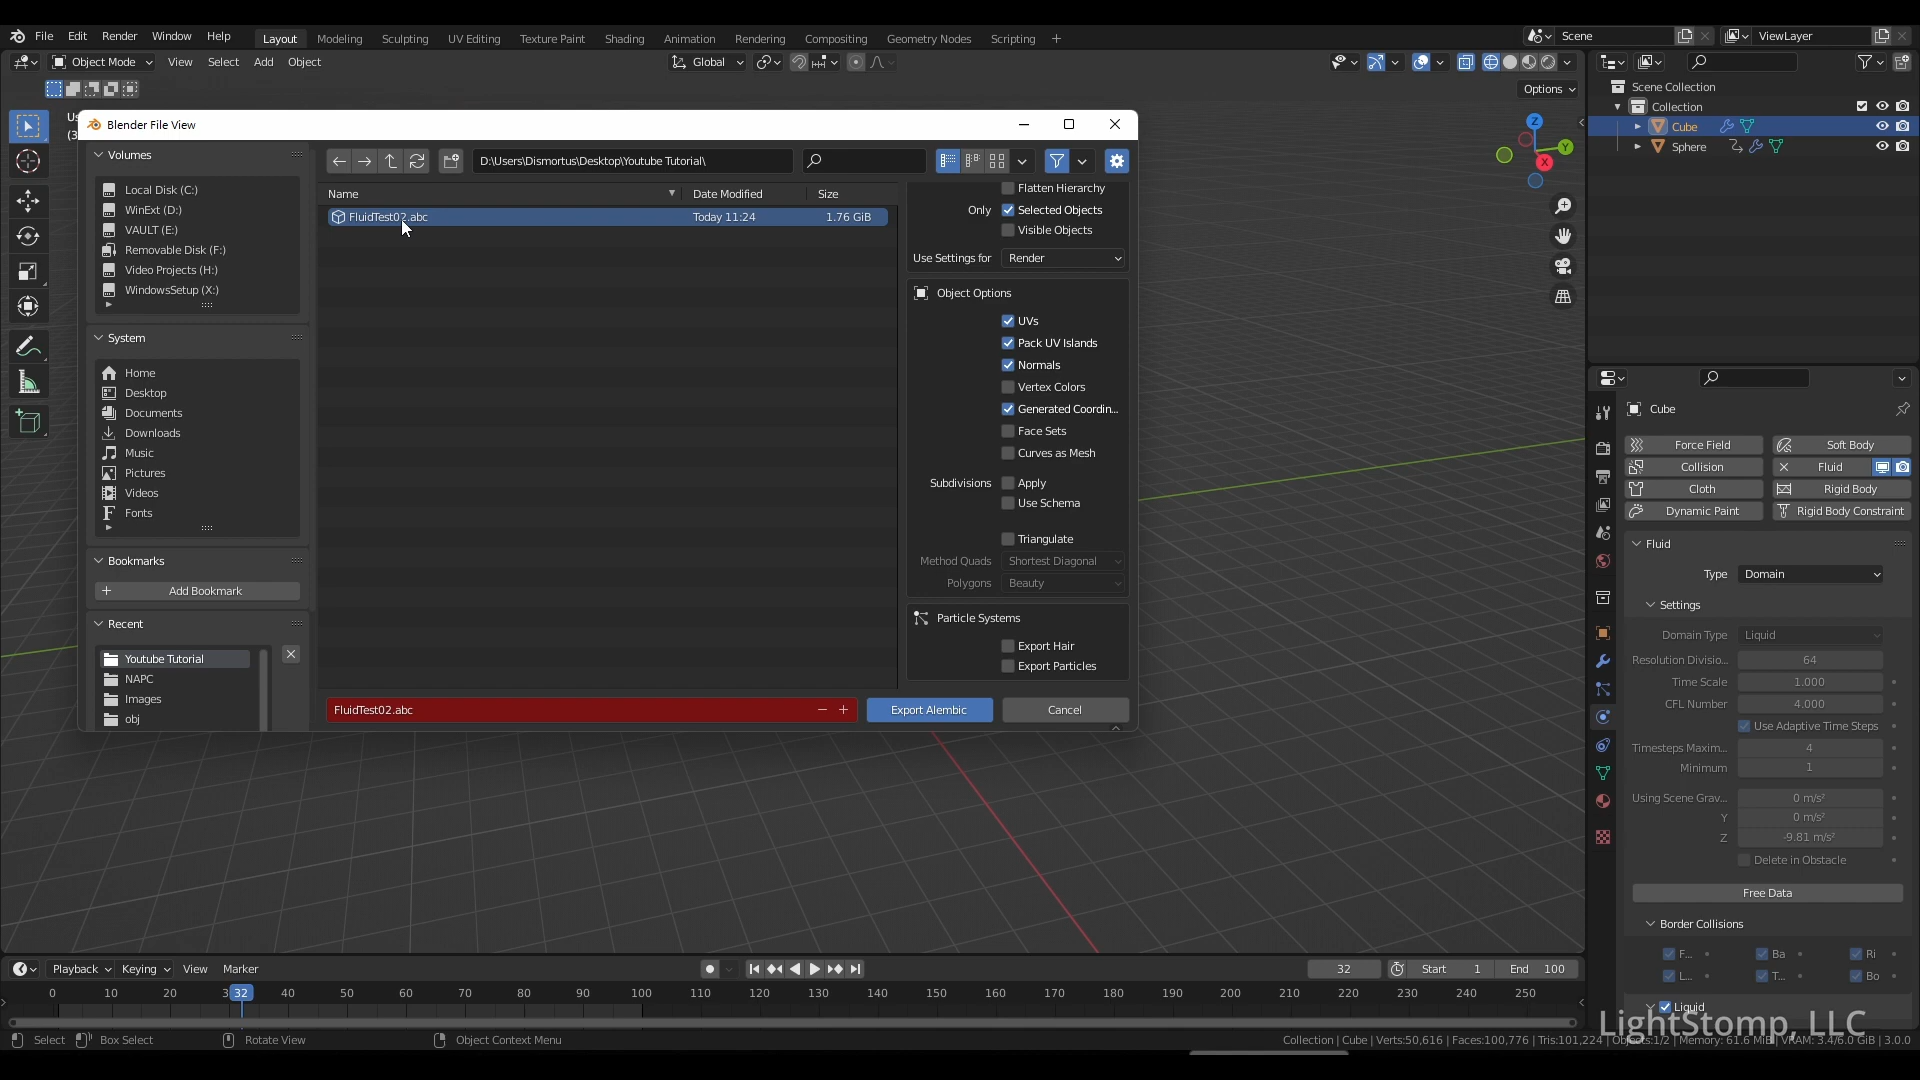 File Edit Render Window Help Layout Modeling Sculpting UV Editing Texture Paint Shading Animation Rendering Compositing Geometry Nodes Scripting + Scene ViewLayer
Object Mode View Select Add Object Global
Options
Blender File View
Volumes
Local Disk (C:)
WinExt (D:)
VAULT (E:)
Removable Disk (F:)
Video Projects (H:)
WindowsSetup (X:)
System
Home
Desktop
Documents
Downloads
Music
Pictures
Videos
Fonts
Bookmarks
Add Bookmark
Recent
Youtube Tutorial
NAPC
Images
obj
D:\Users\Dismortus\Desktop\Youtube Tutorial\
Name Date Modified Size
FluidTest02.abc Today 11:24 1.76 GiB
Flatten Hierarchy
Only Selected Objects
Visible Objects
Use Settings for Render
Object Options
UVs
Pack UV Islands
Normals
Vertex Colors
Generated Coordin...
Face Sets
Curves as Mesh
Subdivisions Apply
Use Schema
Triangulate
Method Quads Shortest Diagonal
Polygons Beauty
Particle Systems
Export Hair
Export Particles
FluidTest02.abc Export Alembic Cancel
Z
Y
X
Scene Collection
Collection
Cube
Sphere
Cube
Force Field Soft Body
Collision Fluid
Cloth Rigid Body
Dynamic Paint Rigid Body Constraint
Fluid
Type Domain
Settings
Domain Type Liquid
Resolution Divisio... 64
Time Scale 1.000
CFL Number 4.000
Use Adaptive Time Steps
Timesteps Maxim... 4
Minimum 1
Using Scene Grav... 0 m/s²
Y 0 m/s²
Z -9.81 m/s²
Delete in Obstacle
Free Data
Border Collisions
F... Ba Ri
L... T... Bo
Liquid
Playback Keying View Marker 32 Start 1 End 100
0 10 20 3 32 40 50 60 70 80 90 100 110 120 130 140 150 160 170 180 190 200 210 220 230 240 250
Select Box Select Rotate View Object Context Menu
Collection | Cube | Verts:50,616 | Faces:100,776 | Tris:101,224 | Objects:1/2 | Memory: 61.6 MiB | VRAM: 3.4/6.0 GiB | 3.0.0
LightStomp, LLC